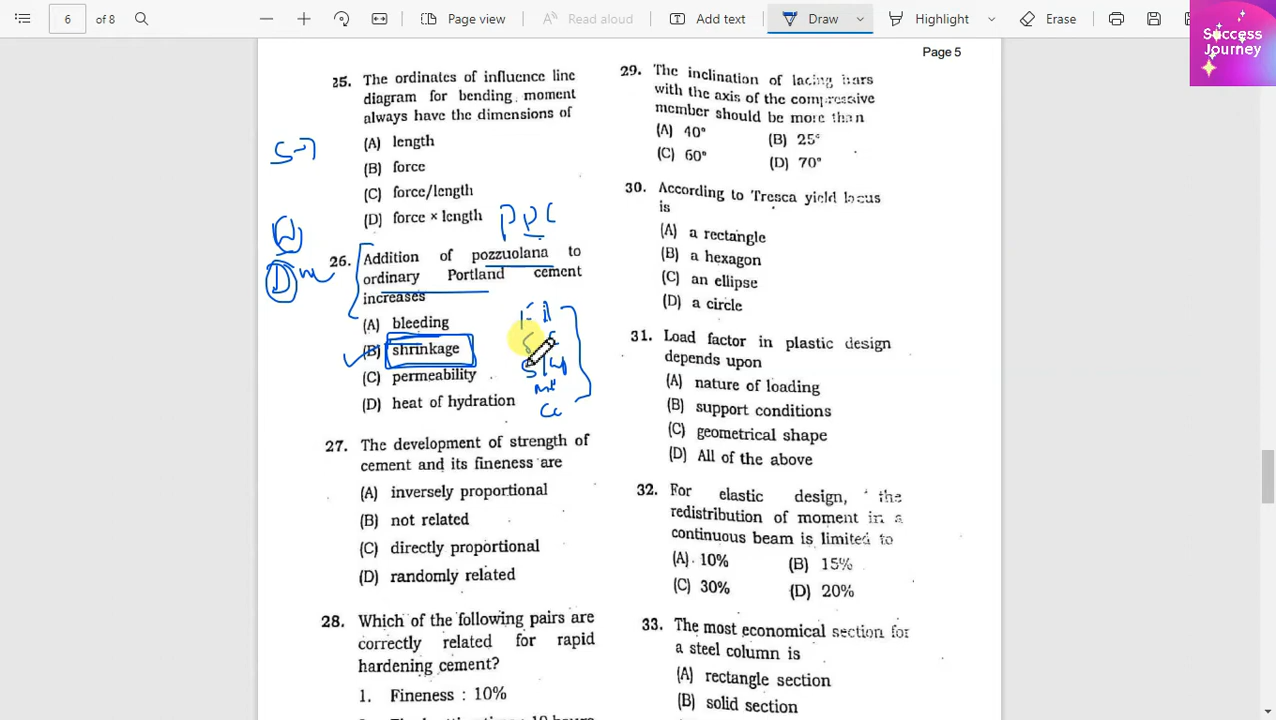 6
of 8
Page view
Read aloud
Add text
Draw
Highlight
Erase
Success
Journey
Page 5
25. The ordinates of influence line
diagram for bending moment
always have the dimensions of
(A) length
(B) force
(C) force/length
(D) force × length
PPC
26. Addition of pozzuolana to
ordinary Portland cement
increases
(A) bleeding
(B) shrinkage
(C) permeability
(D) heat of hydration
27. The development of strength of
cement and its fineness are
(A) inversely proportional
(B) not related
(C) directly proportional
(D) randomly related
28. Which of the following pairs are
correctly related for rapid
hardening cement?
1. Fineness : 10%
29. The inclination of lacing bars
with the axis of the compressive
member should be more than
(A) 40°
(B) 25°
(C) 60°
(D) 70°
30. According to Tresca yield locus
is
(A) a rectangle
(B) a hexagon
(C) an ellipse
(D) a circle
31. Load factor in plastic design
depends upon
(A) nature of loading
(B) support conditions
(C) geometrical shape
(D) All of the above
32. For elastic design, the
redistribution of moment in a
continuous beam is limited to
(A) 10%
(B) 15%
(C) 30%
(D) 20%
33. The most economical section for
a steel column is
(A) rectangle section
(B) solid section